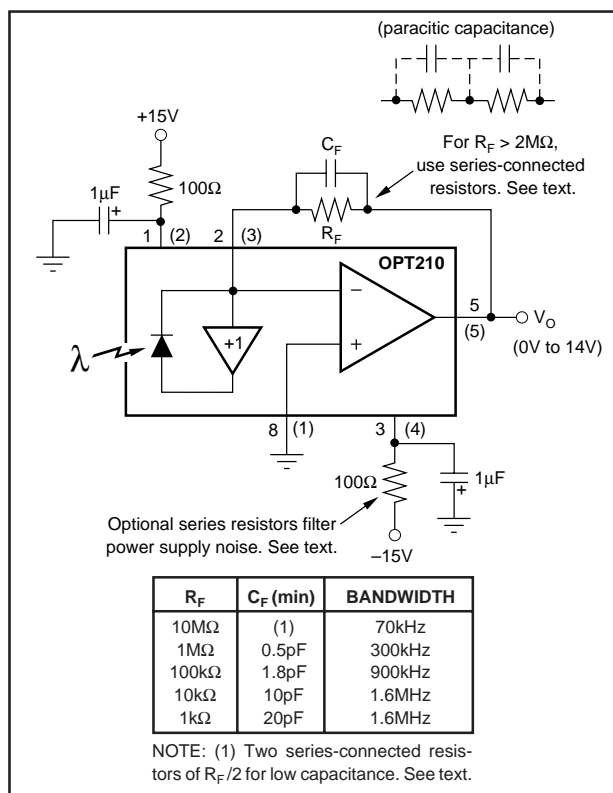 (paracitic capacitance)
+15V
100Ω
1µF
+
C_F
R_F
For R_F > 2MΩ,
use series-connected
resistors. See text.
1 (2) 2 (3)
OPT210
λ
+1
−
+
5
(5)
V_O
(0V to 14V)
8 (1) 3 (4)
100Ω
1µF
+
Optional series resistors filter
power supply noise. See text.
–15V
R_F C_F (min) BANDWIDTH
10MΩ (1) 70kHz
1MΩ 0.5pF 300kHz
100kΩ 1.8pF 900kHz
10kΩ 10pF 1.6MHz
1kΩ 20pF 1.6MHz
NOTE: (1) Two series-connected resis-
tors of R_F/2 for low capacitance. See text.